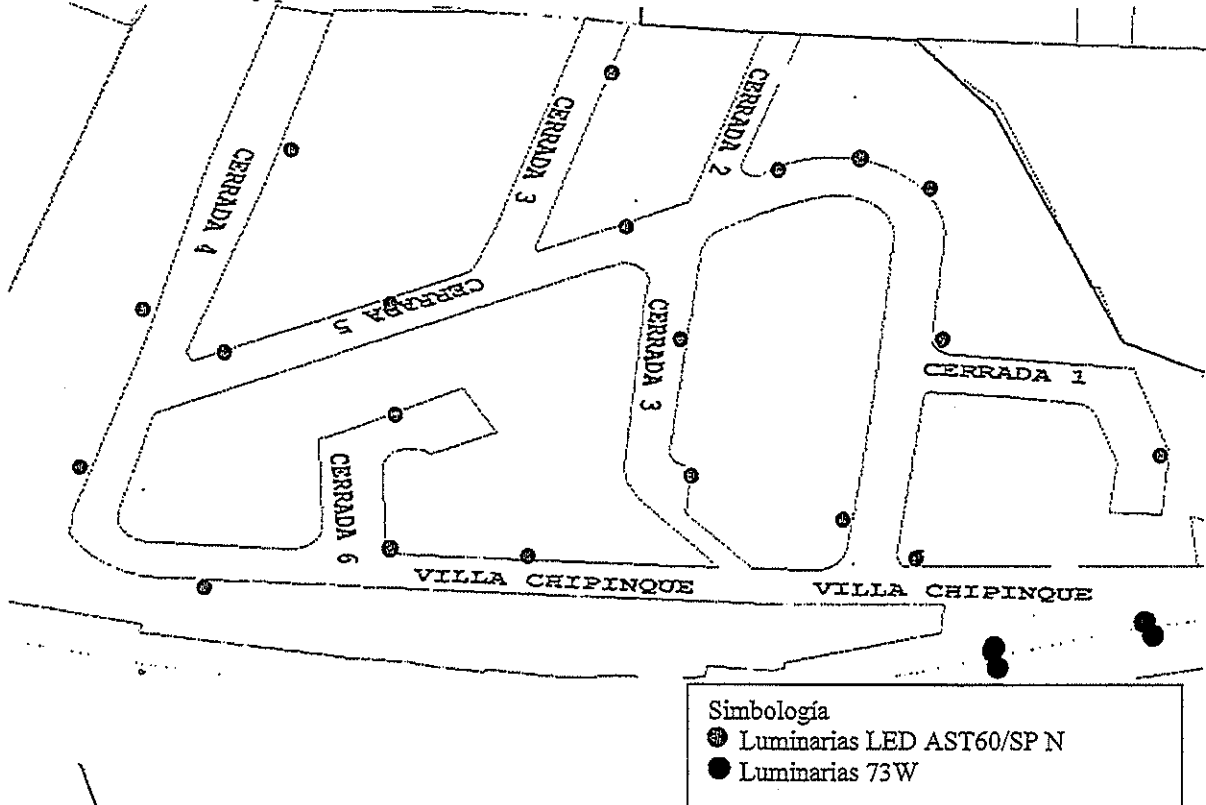 CERRADA 4
CERRADA 3
CERRADA 2
CERRADA 5
CERRADA 3
CERRADA 1
CERRADA 6
VILLA CHIPINQUE
VILLA CHIPINQUE
Simbología
Luminarias LED AST60/SP N
Luminarias 73W